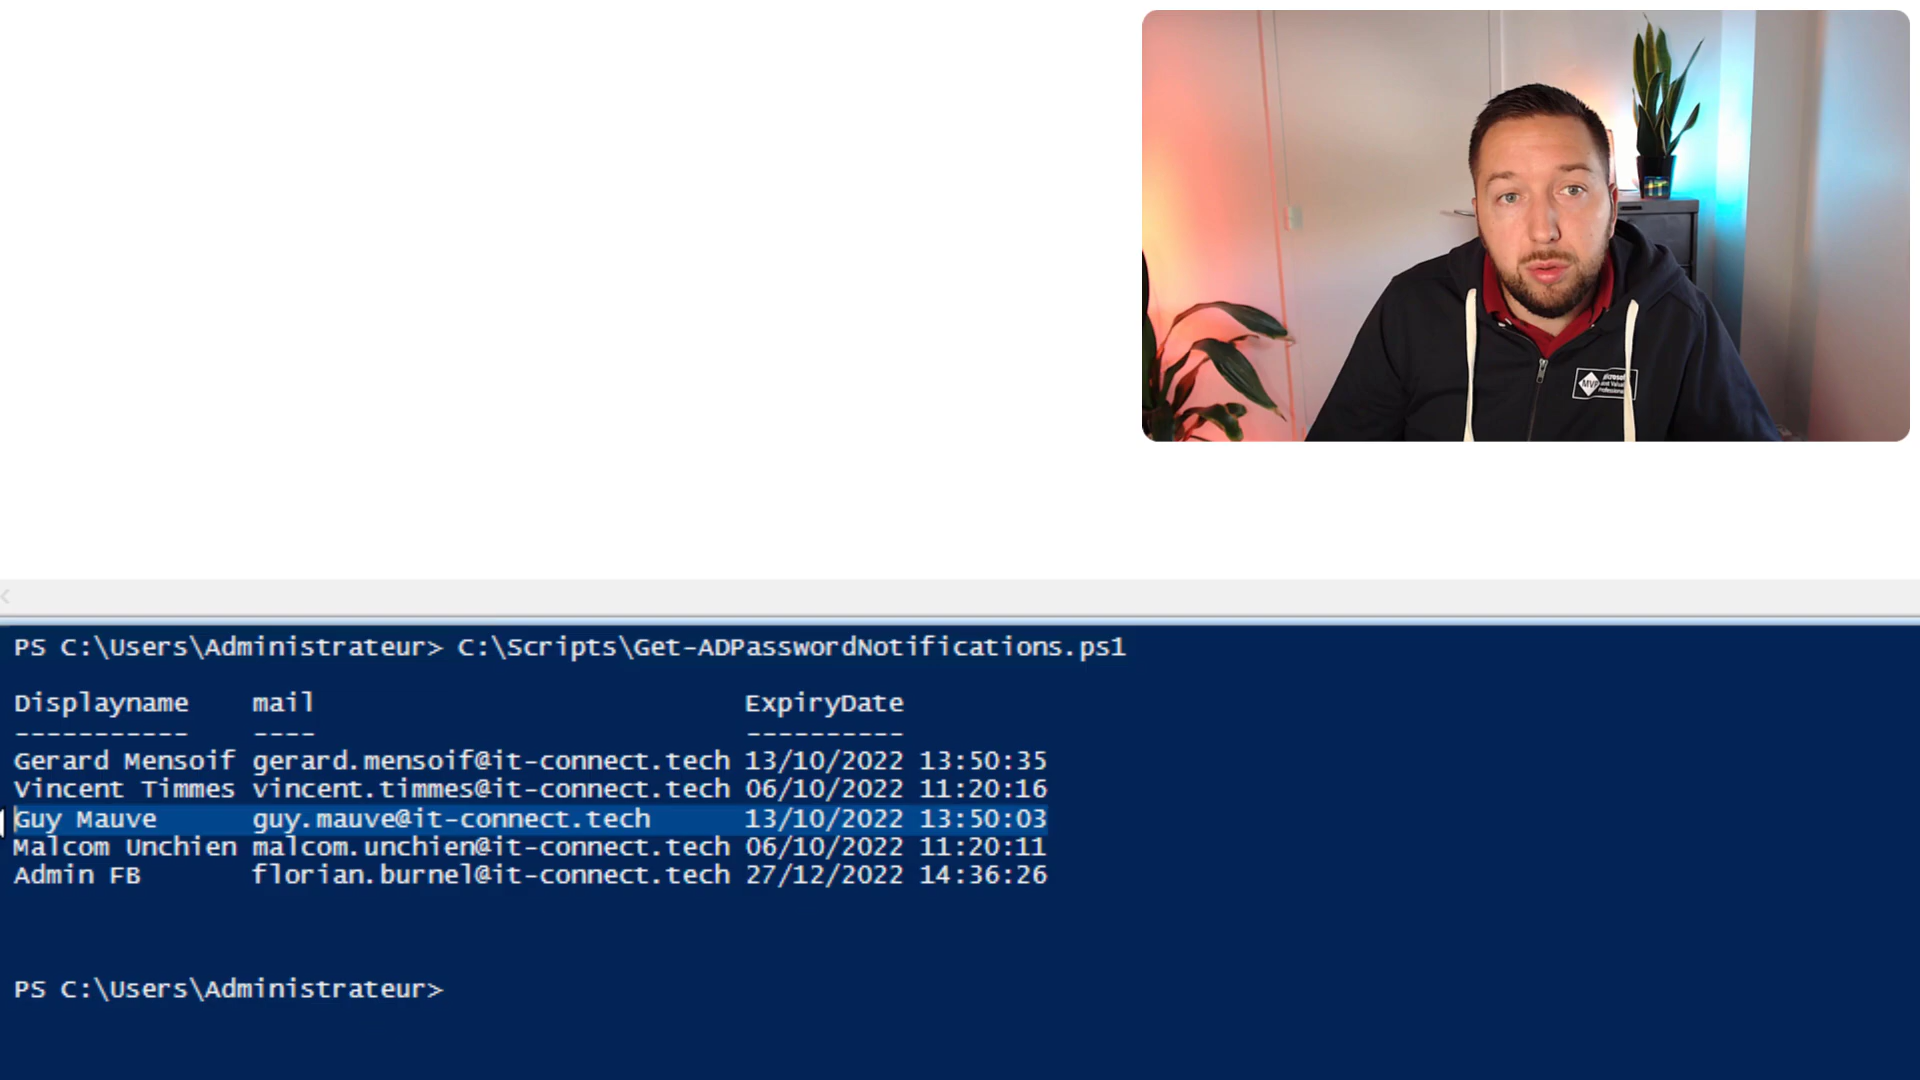 MVP
PS C:\Users\Administrateur> C:\Scripts\Get-ADPasswordNotifications.ps1
Displayname mail ExpiryDate
----------- ---- ----------
Gerard Mensoif gerard.mensoif@it-connect.tech 13/10/2022 13:50:35
Vincent Timmes vincent.timmes@it-connect.tech 06/10/2022 11:20:16
Guy Mauve guy.mauve@it-connect.tech 13/10/2022 13:50:03
Malcom Unchien malcom.unchien@it-connect.tech 06/10/2022 11:20:11
Admin FB florian.burnel@it-connect.tech 27/12/2022 14:36:26
PS C:\Users\Administrateur>